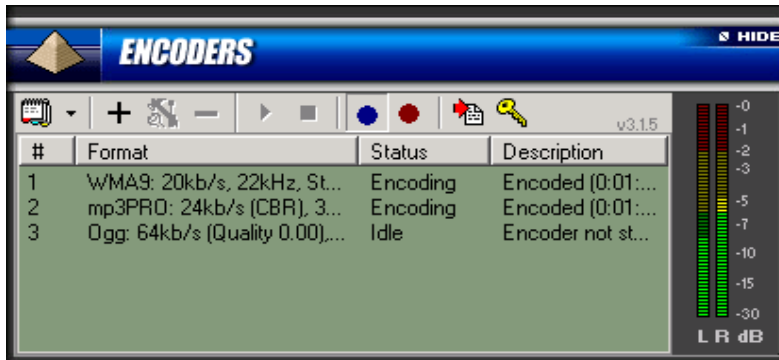 ENCODERS
HIDE
v3.1.5
# Format Status Description
1 WMA9: 20kb/s, 22kHz, St... Encoding Encoded (0:01:...
2 mp3PRO: 24kb/s (CBR), 3... Encoding Encoded (0:01:...
3 Ogg: 64kb/s (Quality 0.00),... Idle Encoder not st...
-0
-1
-2
-3
-5
-7
-10
-15
-30
L R dB